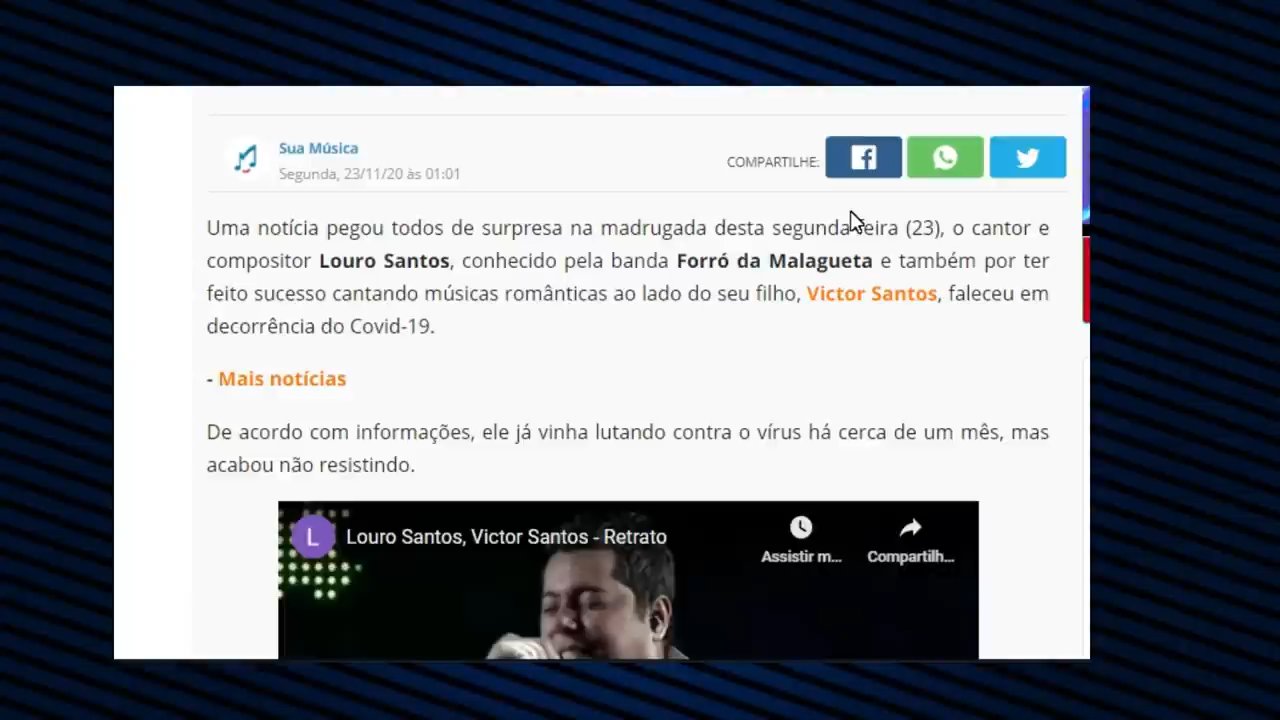 Sua Música
Segunda, 23/11/20 às 01:01
COMPARTILHE:
Uma notícia pegou todos de surpresa na madrugada desta segunda-feira (23), o cantor e
compositor Louro Santos, conhecido pela banda Forró da Malagueta e também por ter
feito sucesso cantando músicas românticas ao lado do seu filho, Victor Santos, faleceu em
decorrência do Covid-19.
- Mais notícias
De acordo com informações, ele já vinha lutando contra o vírus há cerca de um mês, mas
acabou não resistindo.
L
Louro Santos, Victor Santos - Retrato
Assistir m...
Compartilh...